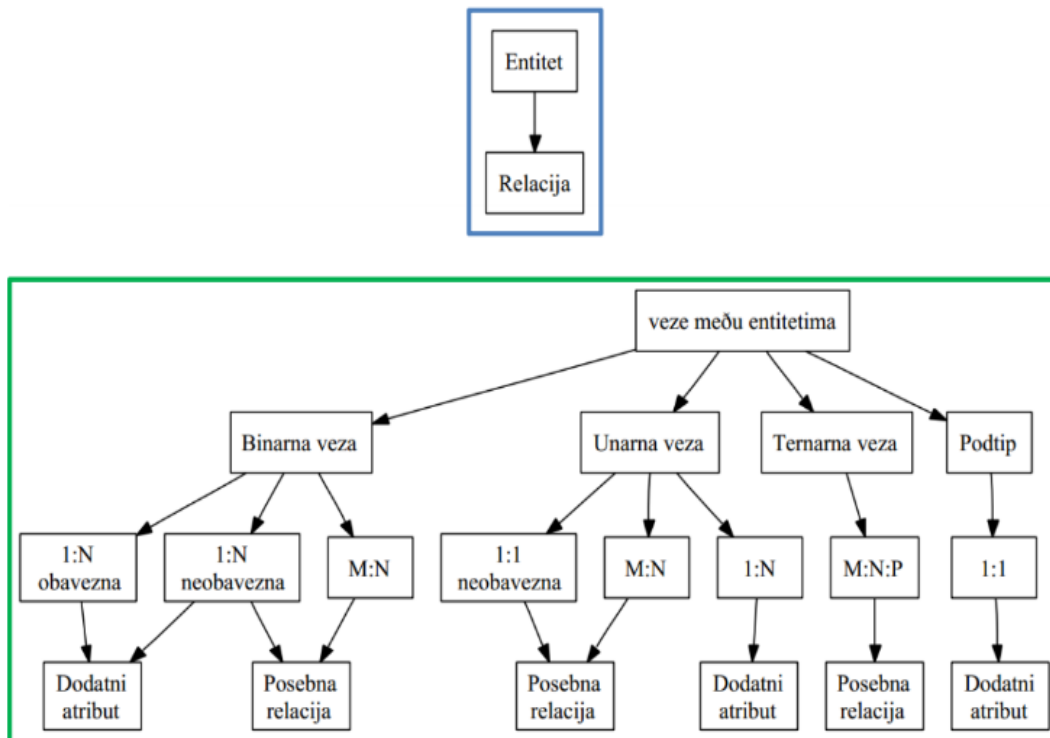 Entitet
Relacija
veze meðu entitetima
Binarna veza
Unarna veza
Ternarna veza
Podtip
1:N
obavezna
1:N
neobavezna
M:N
1:1
neobavezna
M:N
1:N
M:N:P
1:1
Dodatni
atribut
Posebna
relacija
Posebna
relacija
Dodatni
atribut
Posebna
relacija
Dodatni
atribut